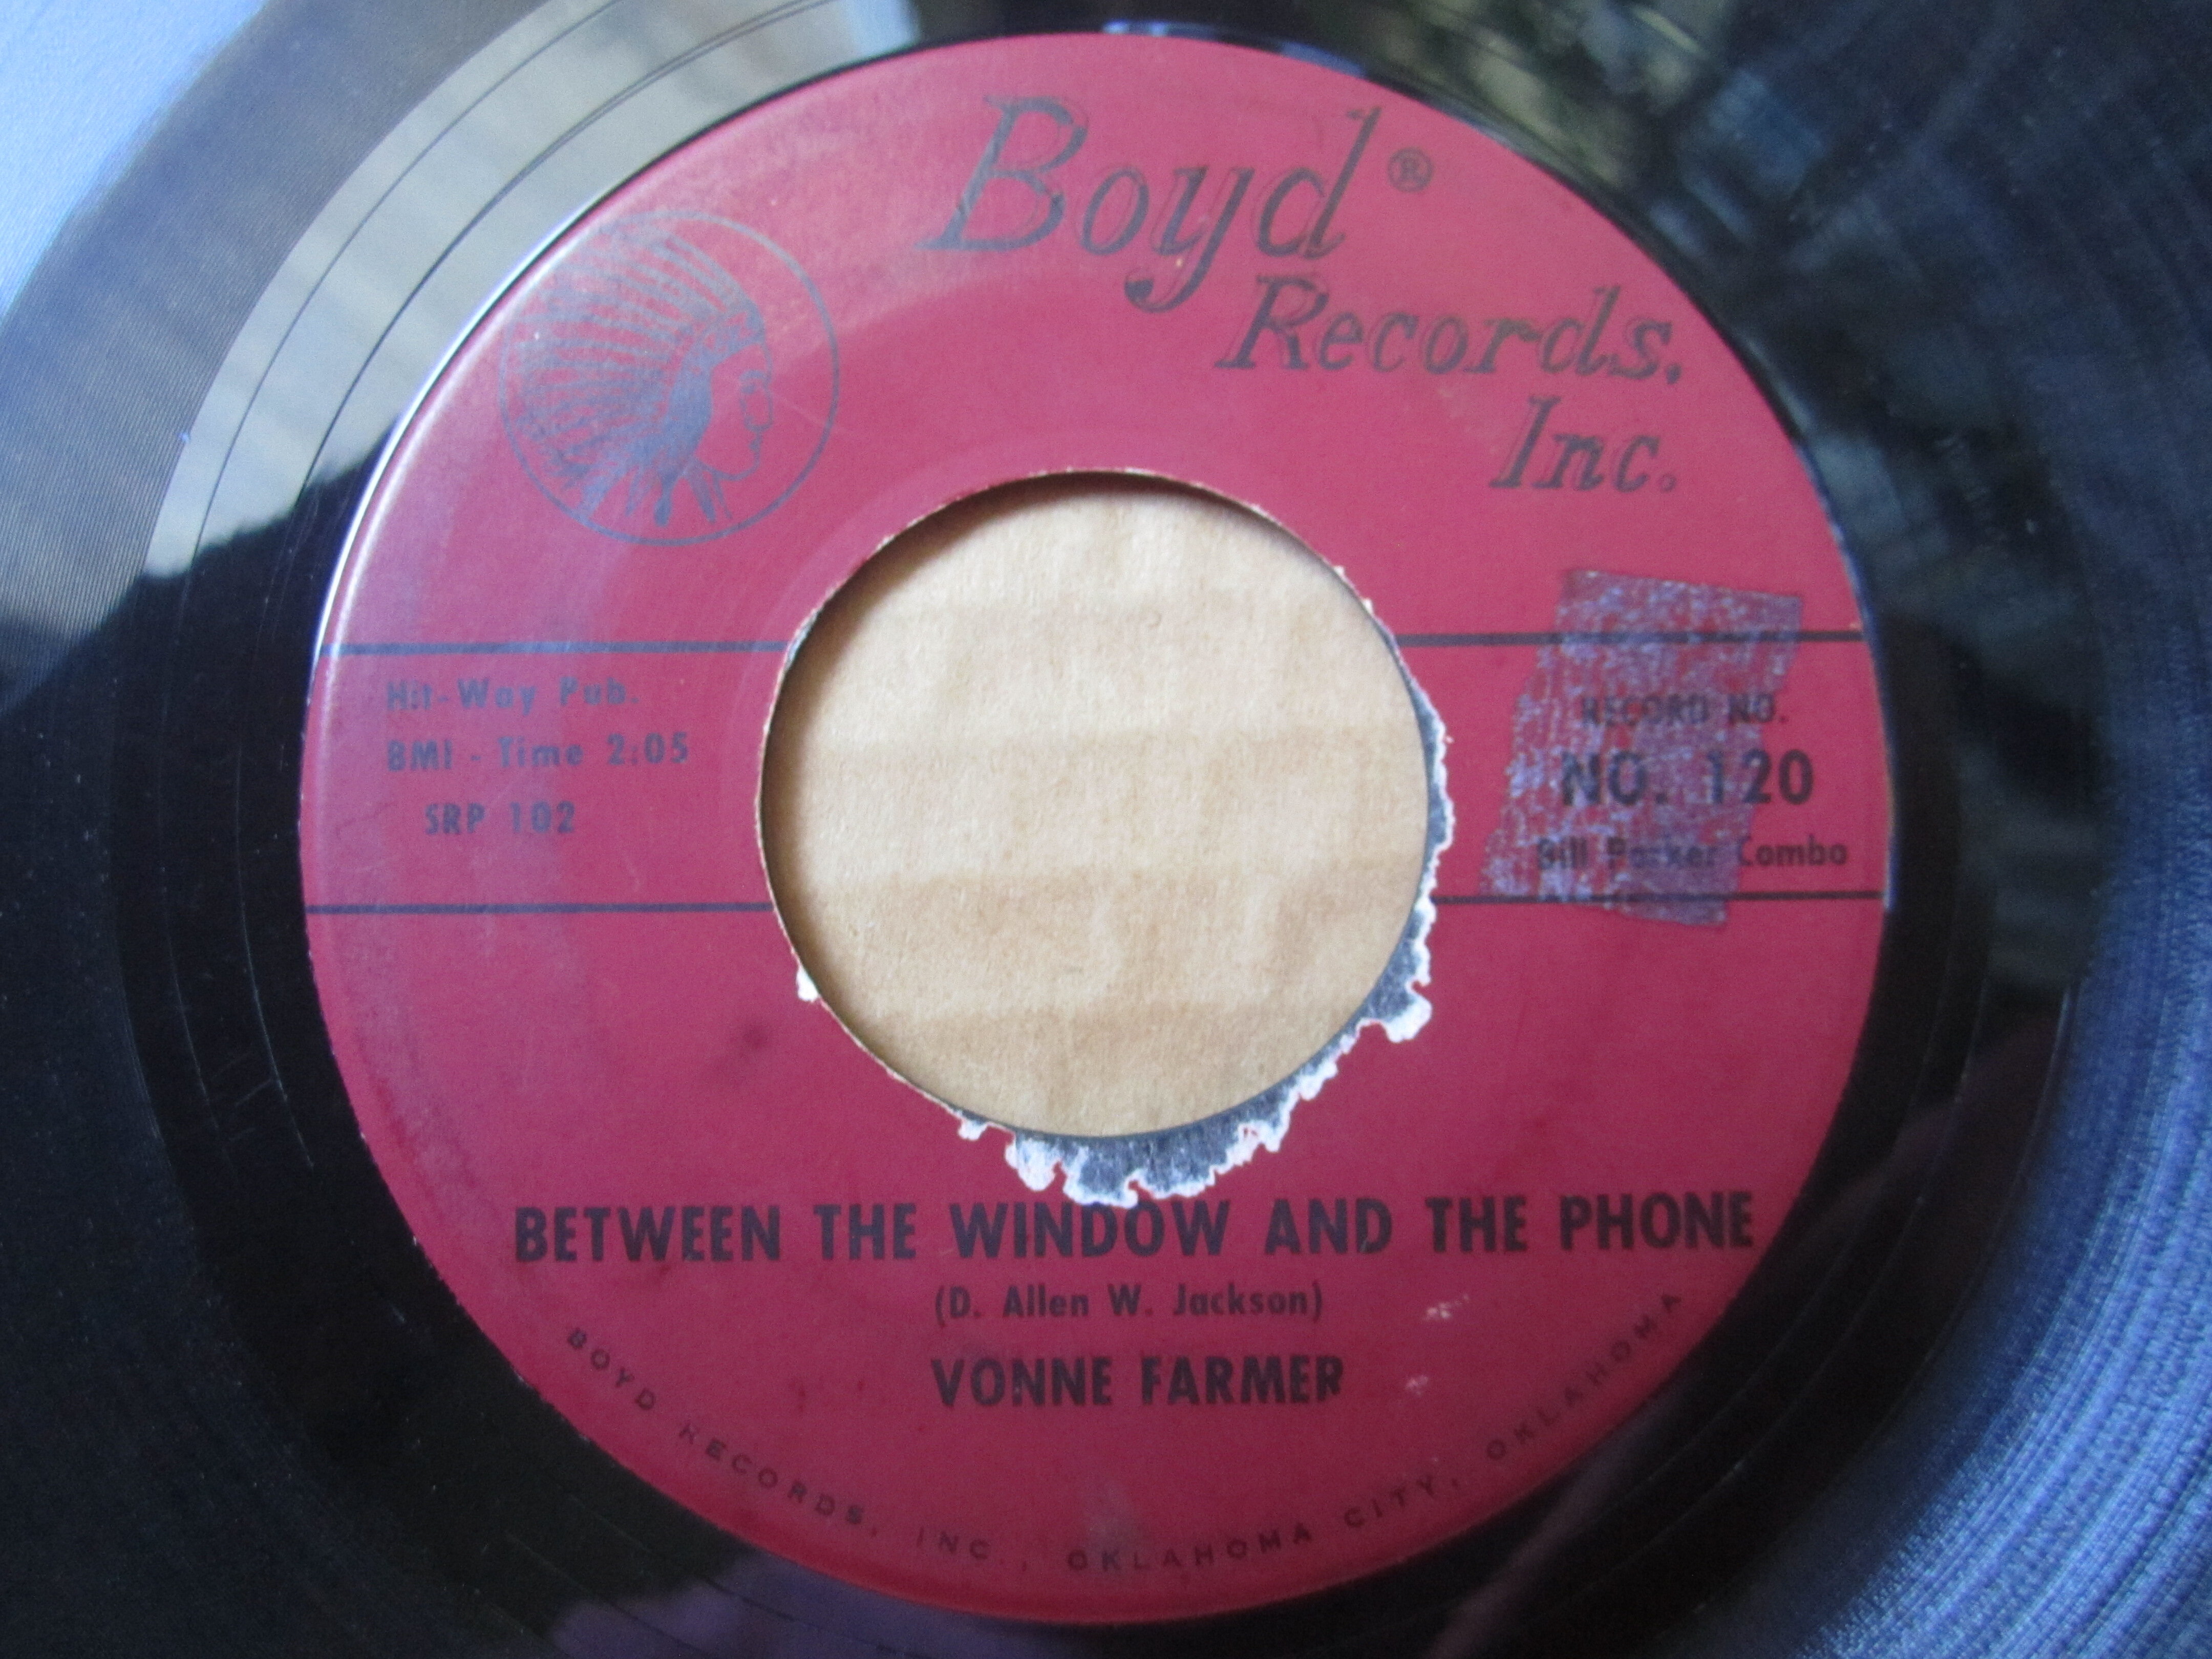 Boyd®
Records,
Inc.
Hit-Way Pub.
BMI - Time 2:05
SRP 102
RECORD NO.
NO. 120
Bill Parker Combo
BETWEEN THE WINDOW AND THE PHONE
(D. Allen W. Jackson)
VONNE FARMER
BOYD RECORDS, INC., OKLAHOMA CITY, OKLAHOMA